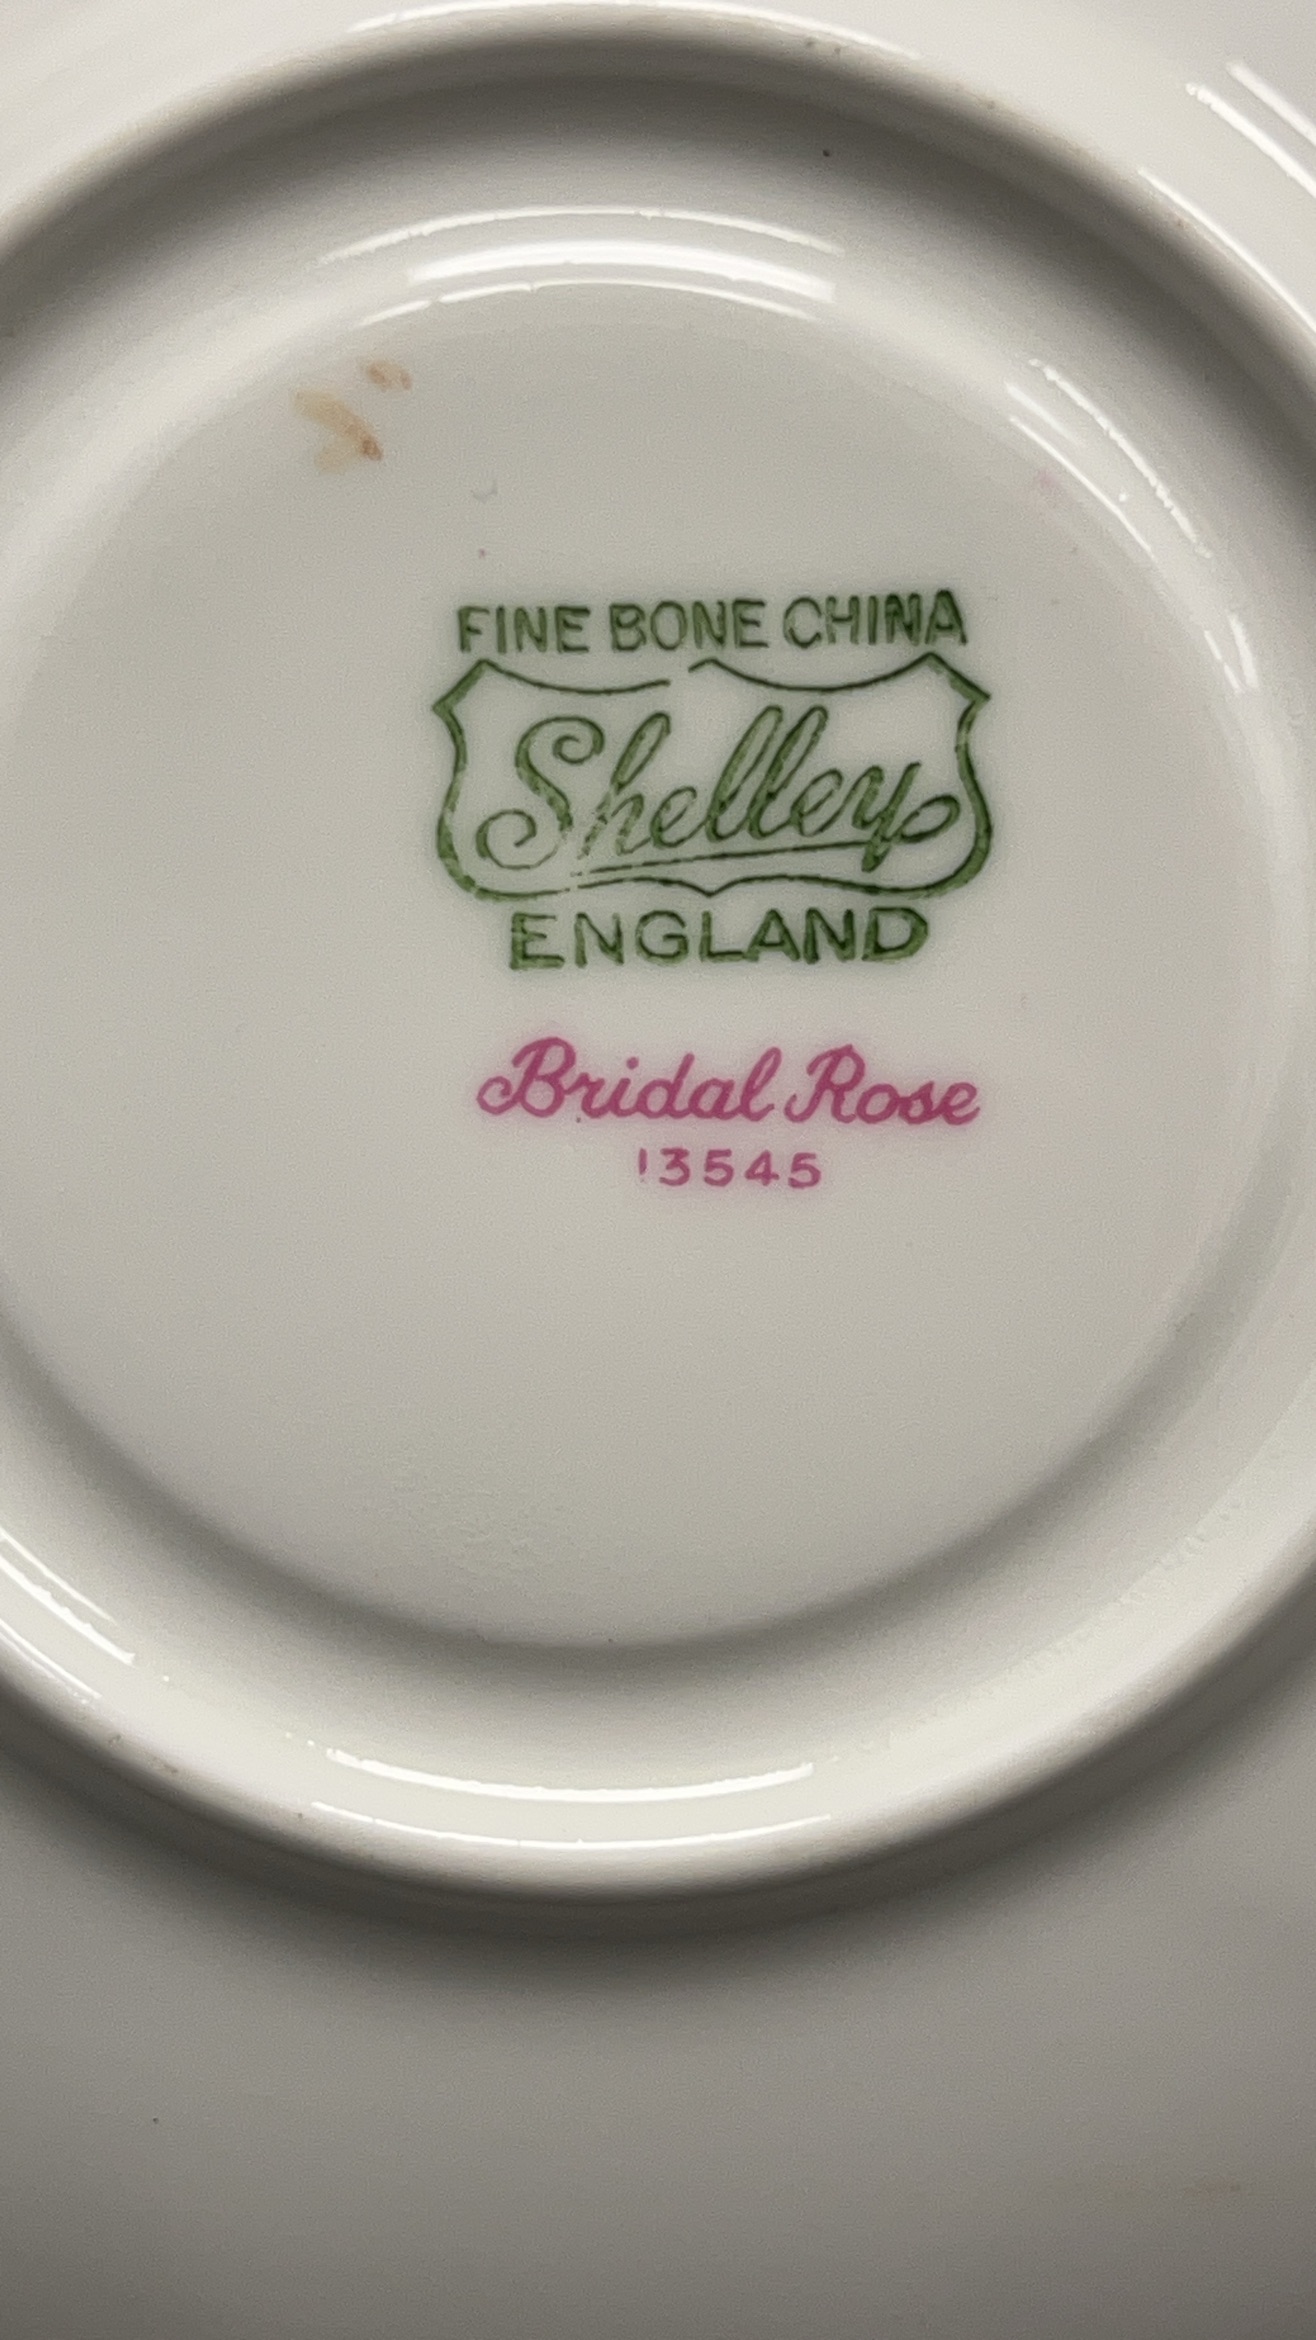 FINE BONE CHINA
Shelley
ENGLAND
Bridal Rose
13545